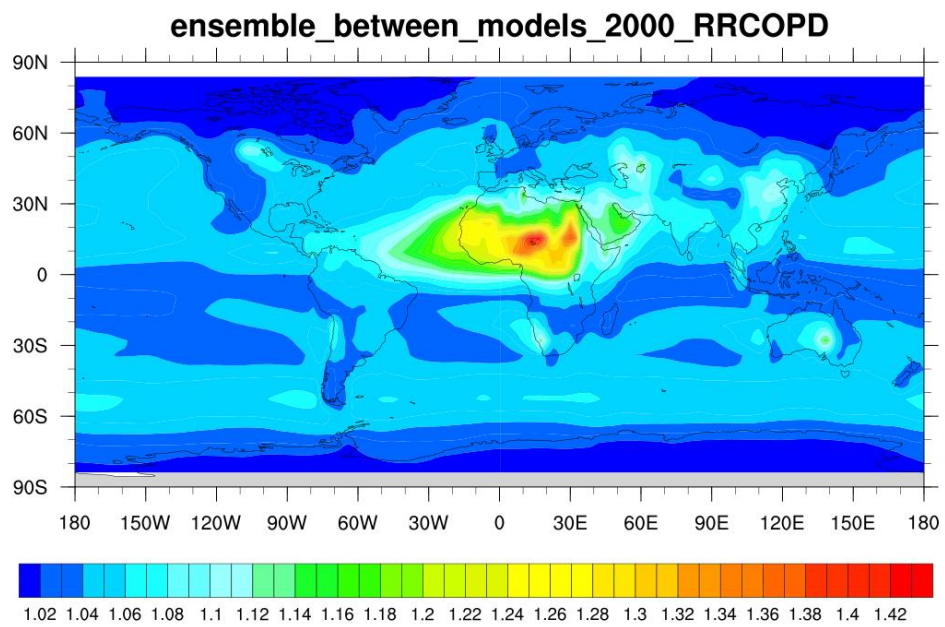 ensemble_between_models_2000_RRCOPD
90N
60N
30N
0
30S
60S
90S
180 150W 120W 90W 60W 30W 0 30E 60E 90E 120E 150E 180
1.02 1.04 1.06 1.08 1.1 1.12 1.14 1.16 1.18 1.2 1.22 1.24 1.26 1.28 1.3 1.32 1.34 1.36 1.38 1.4 1.42